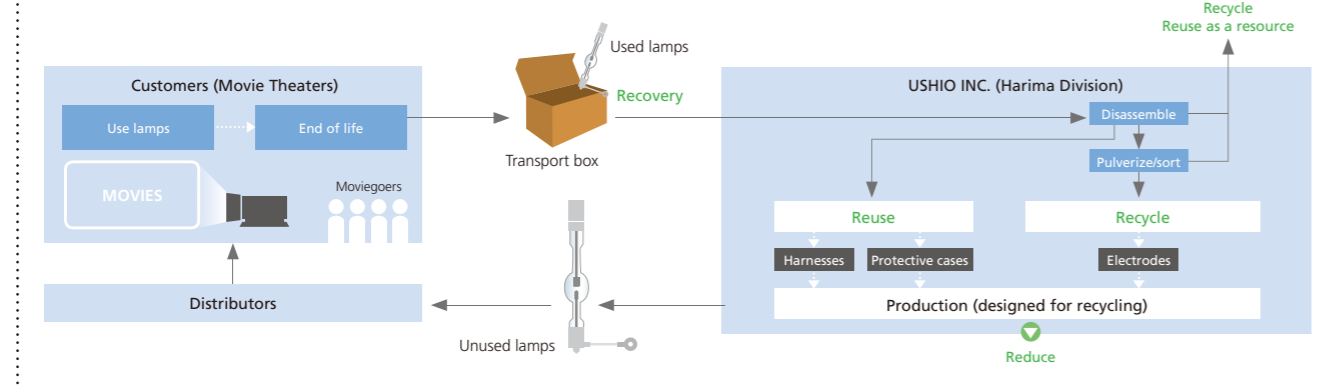 Recycle
Reuse as a resource
Used lamps
Customers (Movie Theaters)
Recovery
USHIO INC. (Harima Division)
Use lamps
End of life
Disassemble
Transport box
Pulverize/sort
Moviegoers
MOVIES
Reuse
Recycle
Harnesses
Protective cases
Electrodes
Distributors
Production (designed for recycling)
Unused lamps
Reduce